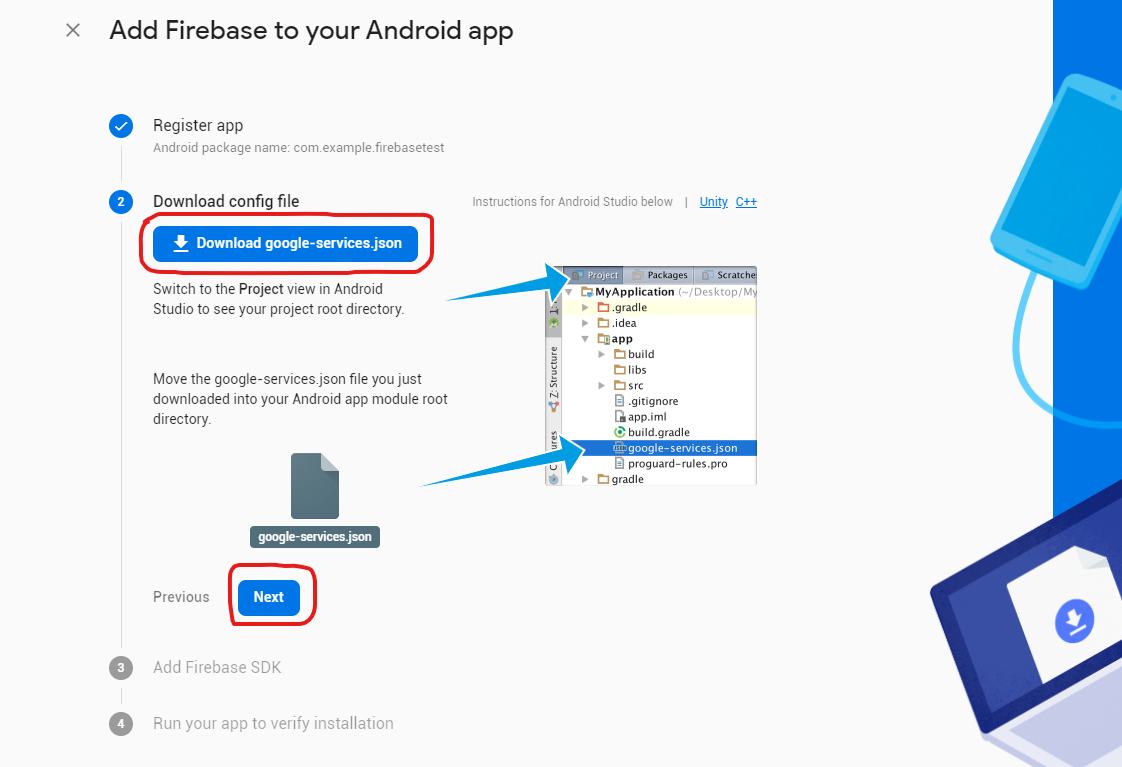 Add Firebase to your Android app
Register app
Android package name: com.example.firebasetest
2
Download config file
Instructions for Android Studio below | Unity C++
Download google-services.json
Switch to the Project view in Android
Studio to see your project root directory.
Move the google-services.json file you just
downloaded into your Android app module root
directory.
google-services.json
Project
Packages
Scratche
MyApplication (~/Desktop/My
.gradle
.idea
app
build
libs
src
.gitignore
app.iml
build.gradle
google-services.json
proguard-rules.pro
gradle
Z: Structure
Previous
Next
3
Add Firebase SDK
4
Run your app to verify installation